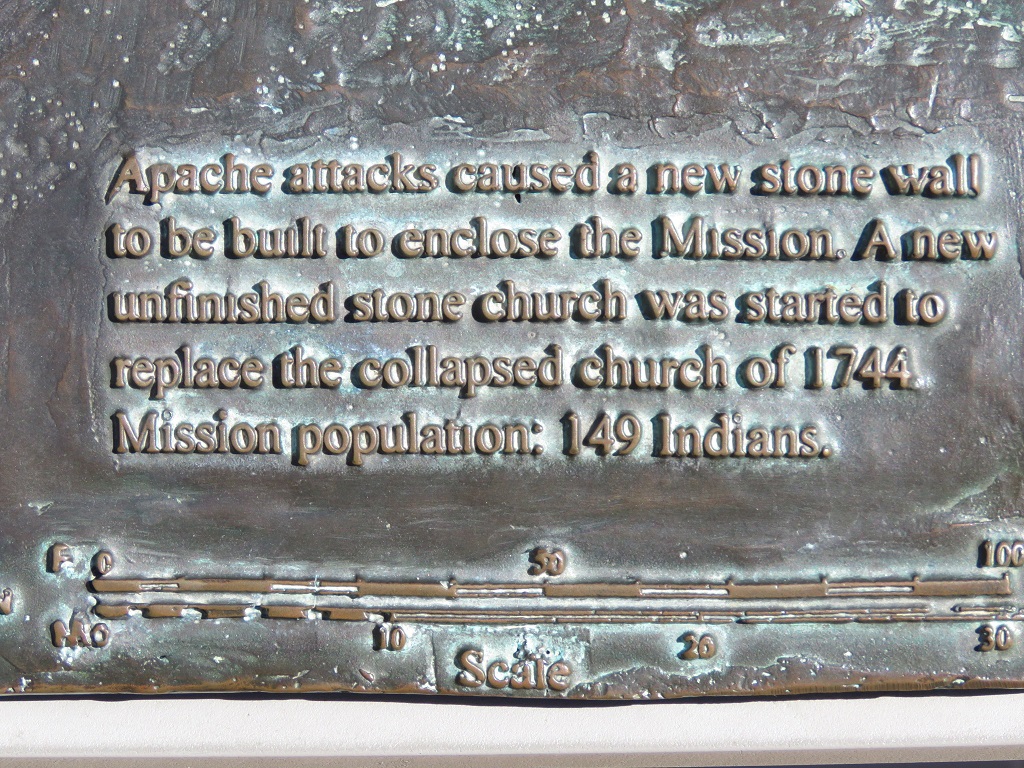 Apache attacks caused a new stone wall
to be built to enclose the Mission. A new
unfinished stone church was started to
replace the collapsed church of 1744.
Mission population: 149 Indians.
F 0 50 100
M 0 10 20 30
Scale